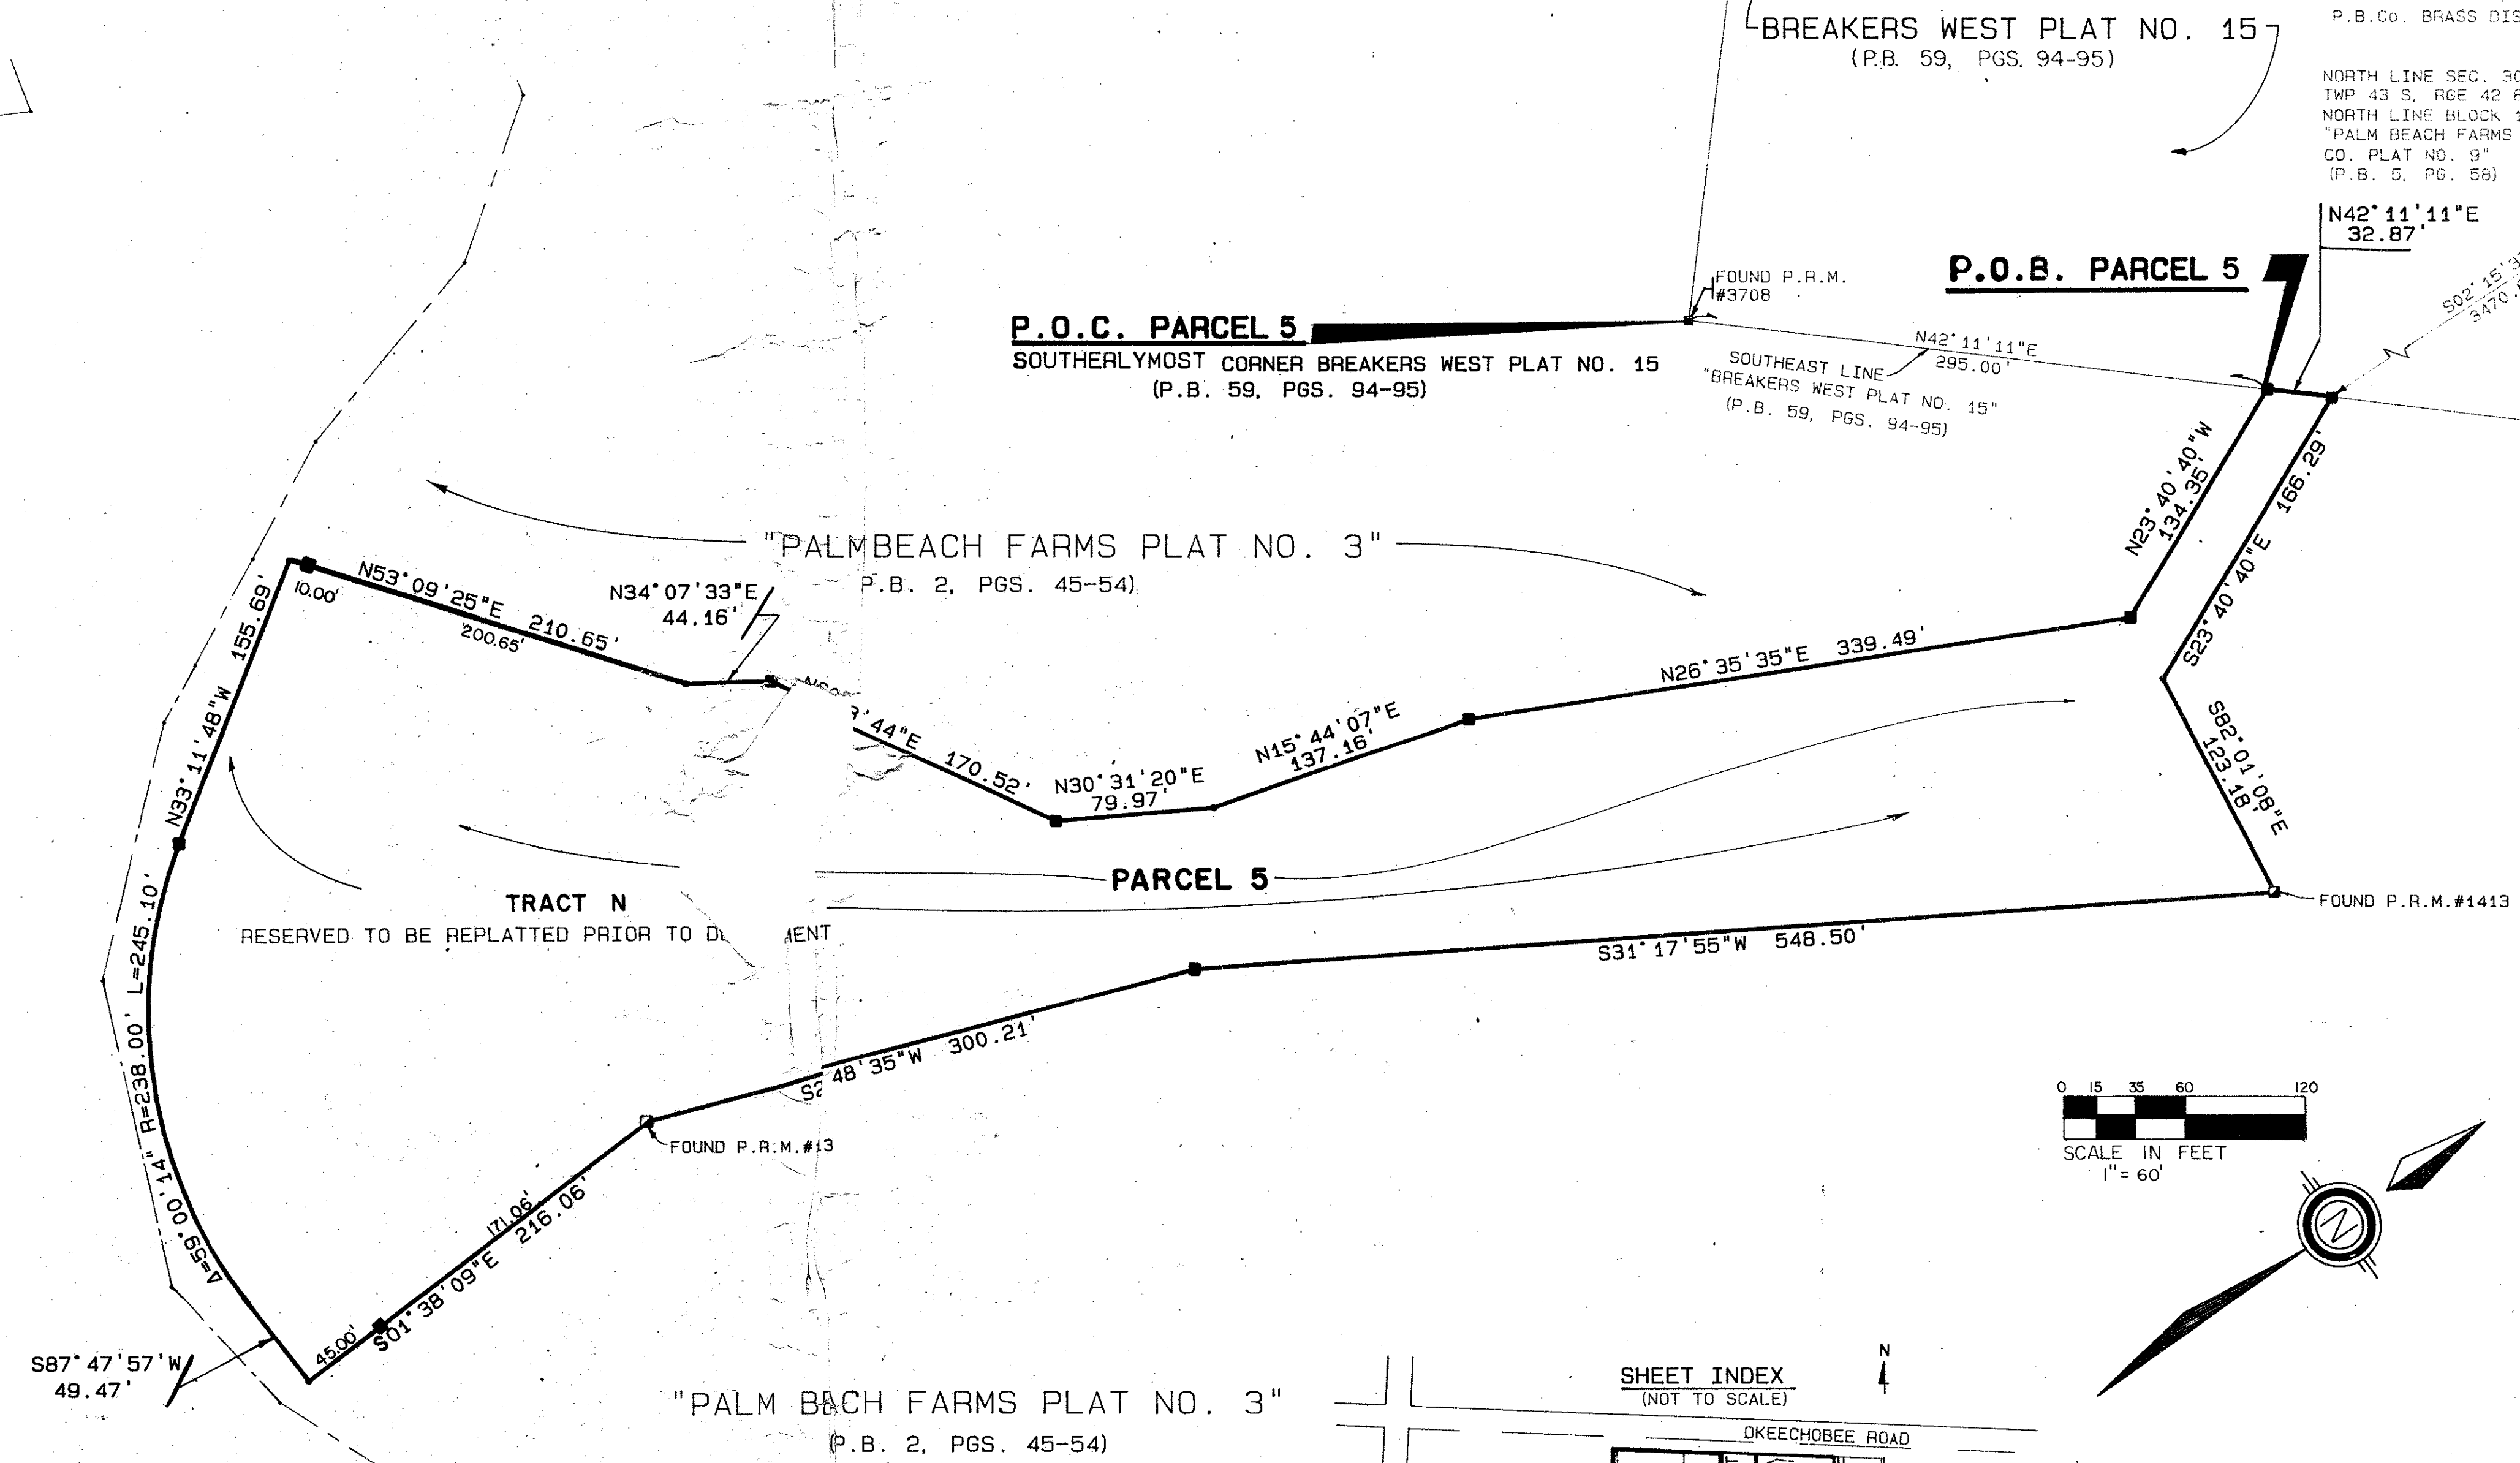 BREAKERS WEST PLAT NO. 15
(P.B. 59, PGS. 94-95)
P.B.Co. BRASS
NORTH LINE SEC. 30
TWP 43 S, RGE 42
NORTH LINE BLOCK
"PALM BEACH FARMS
CO. PLAT NO. 9"
(P.B. 5, PG. 58)
N42°11'11"E
32.87'
P.O.B. PARCEL 5
S02°15'3
3470.
FOUND P.R.M.
#3708
P.O.C. PARCEL 5
SOUTHERLYMOST CORNER BREAKERS WEST PLAT NO. 15
(P.B. 59, PGS. 94-95)
N42°11'11"E
295.00'
SOUTHEAST LINE
"BREAKERS WEST PLAT NO. 15"
(P.B. 59, PGS. 94-95)
N23°40'40"W
134.35'
166.29'
S23°40'40"E
"PALMBEACH FARMS PLAT NO. 3"
P.B. 2, PGS. 45-54)
N53°09'25"E 210.65'
10.00'
200.65'
N34°07'33"E
44.16'
N33°11'48"W 155.69'
'44"E 170.52'
N30°31'20"E
79.97'
N15°44'07"E
137.16'
N26°35'35"E 339.49'
S82°01'08"E
123.18'
PARCEL 5
TRACT N
RESERVED TO BE REPLATTED PRIOR TO D MENT
FOUND P.R.M.#1413
S31°17'55"W 548.50'
S2 48'35"W 300.21'
FOUND P.R.M.#13
Δ=59°00'14" R=238.00' L=245.10'
171.06'
S01°38'09"E 216.06'
45.00'
S87°47'57'W
49.47'
0 15 35 60 120
SCALE IN FEET
1"=60'
N
SHEET INDEX
(NOT TO SCALE)
N
OKEECHOBEE ROAD
"PALM BACH FARMS PLAT NO. 3"
(P.B. 2, PGS. 45-54)